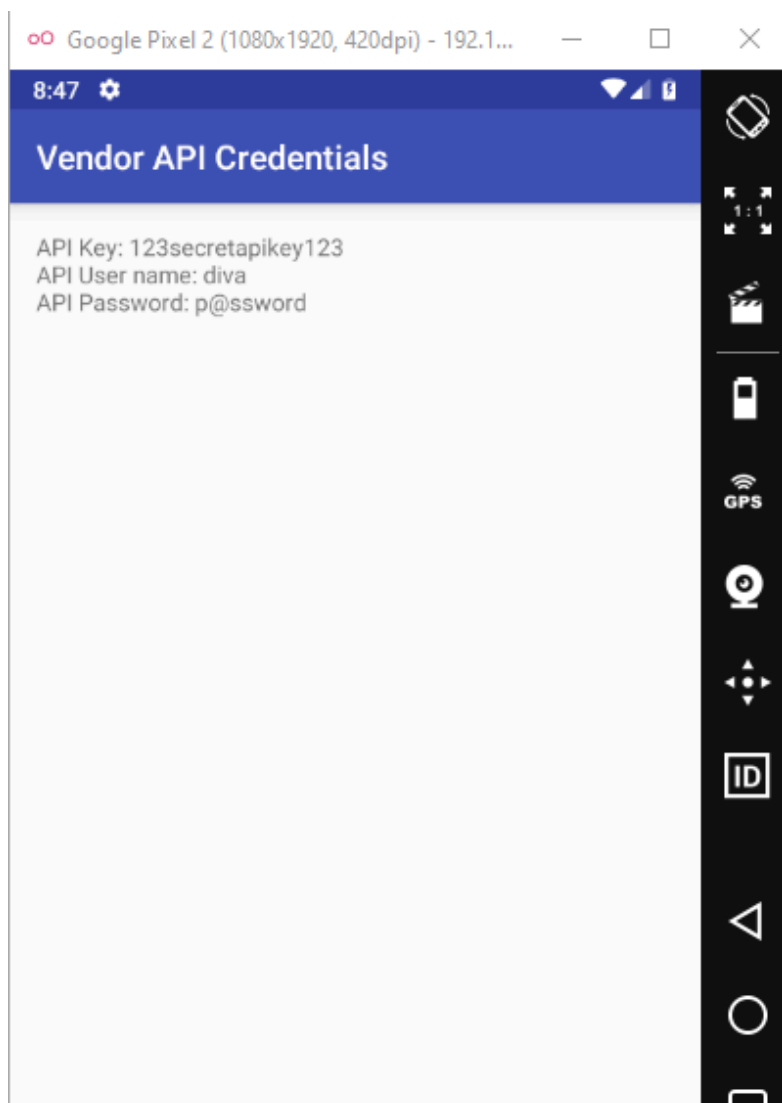 Google Pixel 2 (1080x1920, 420dpi) - 192.1...
8:47
Vendor API Credentials
1:1
API Key: 123secretapikey123
API User name: diva
API Password: p@ssword
GPS
ID